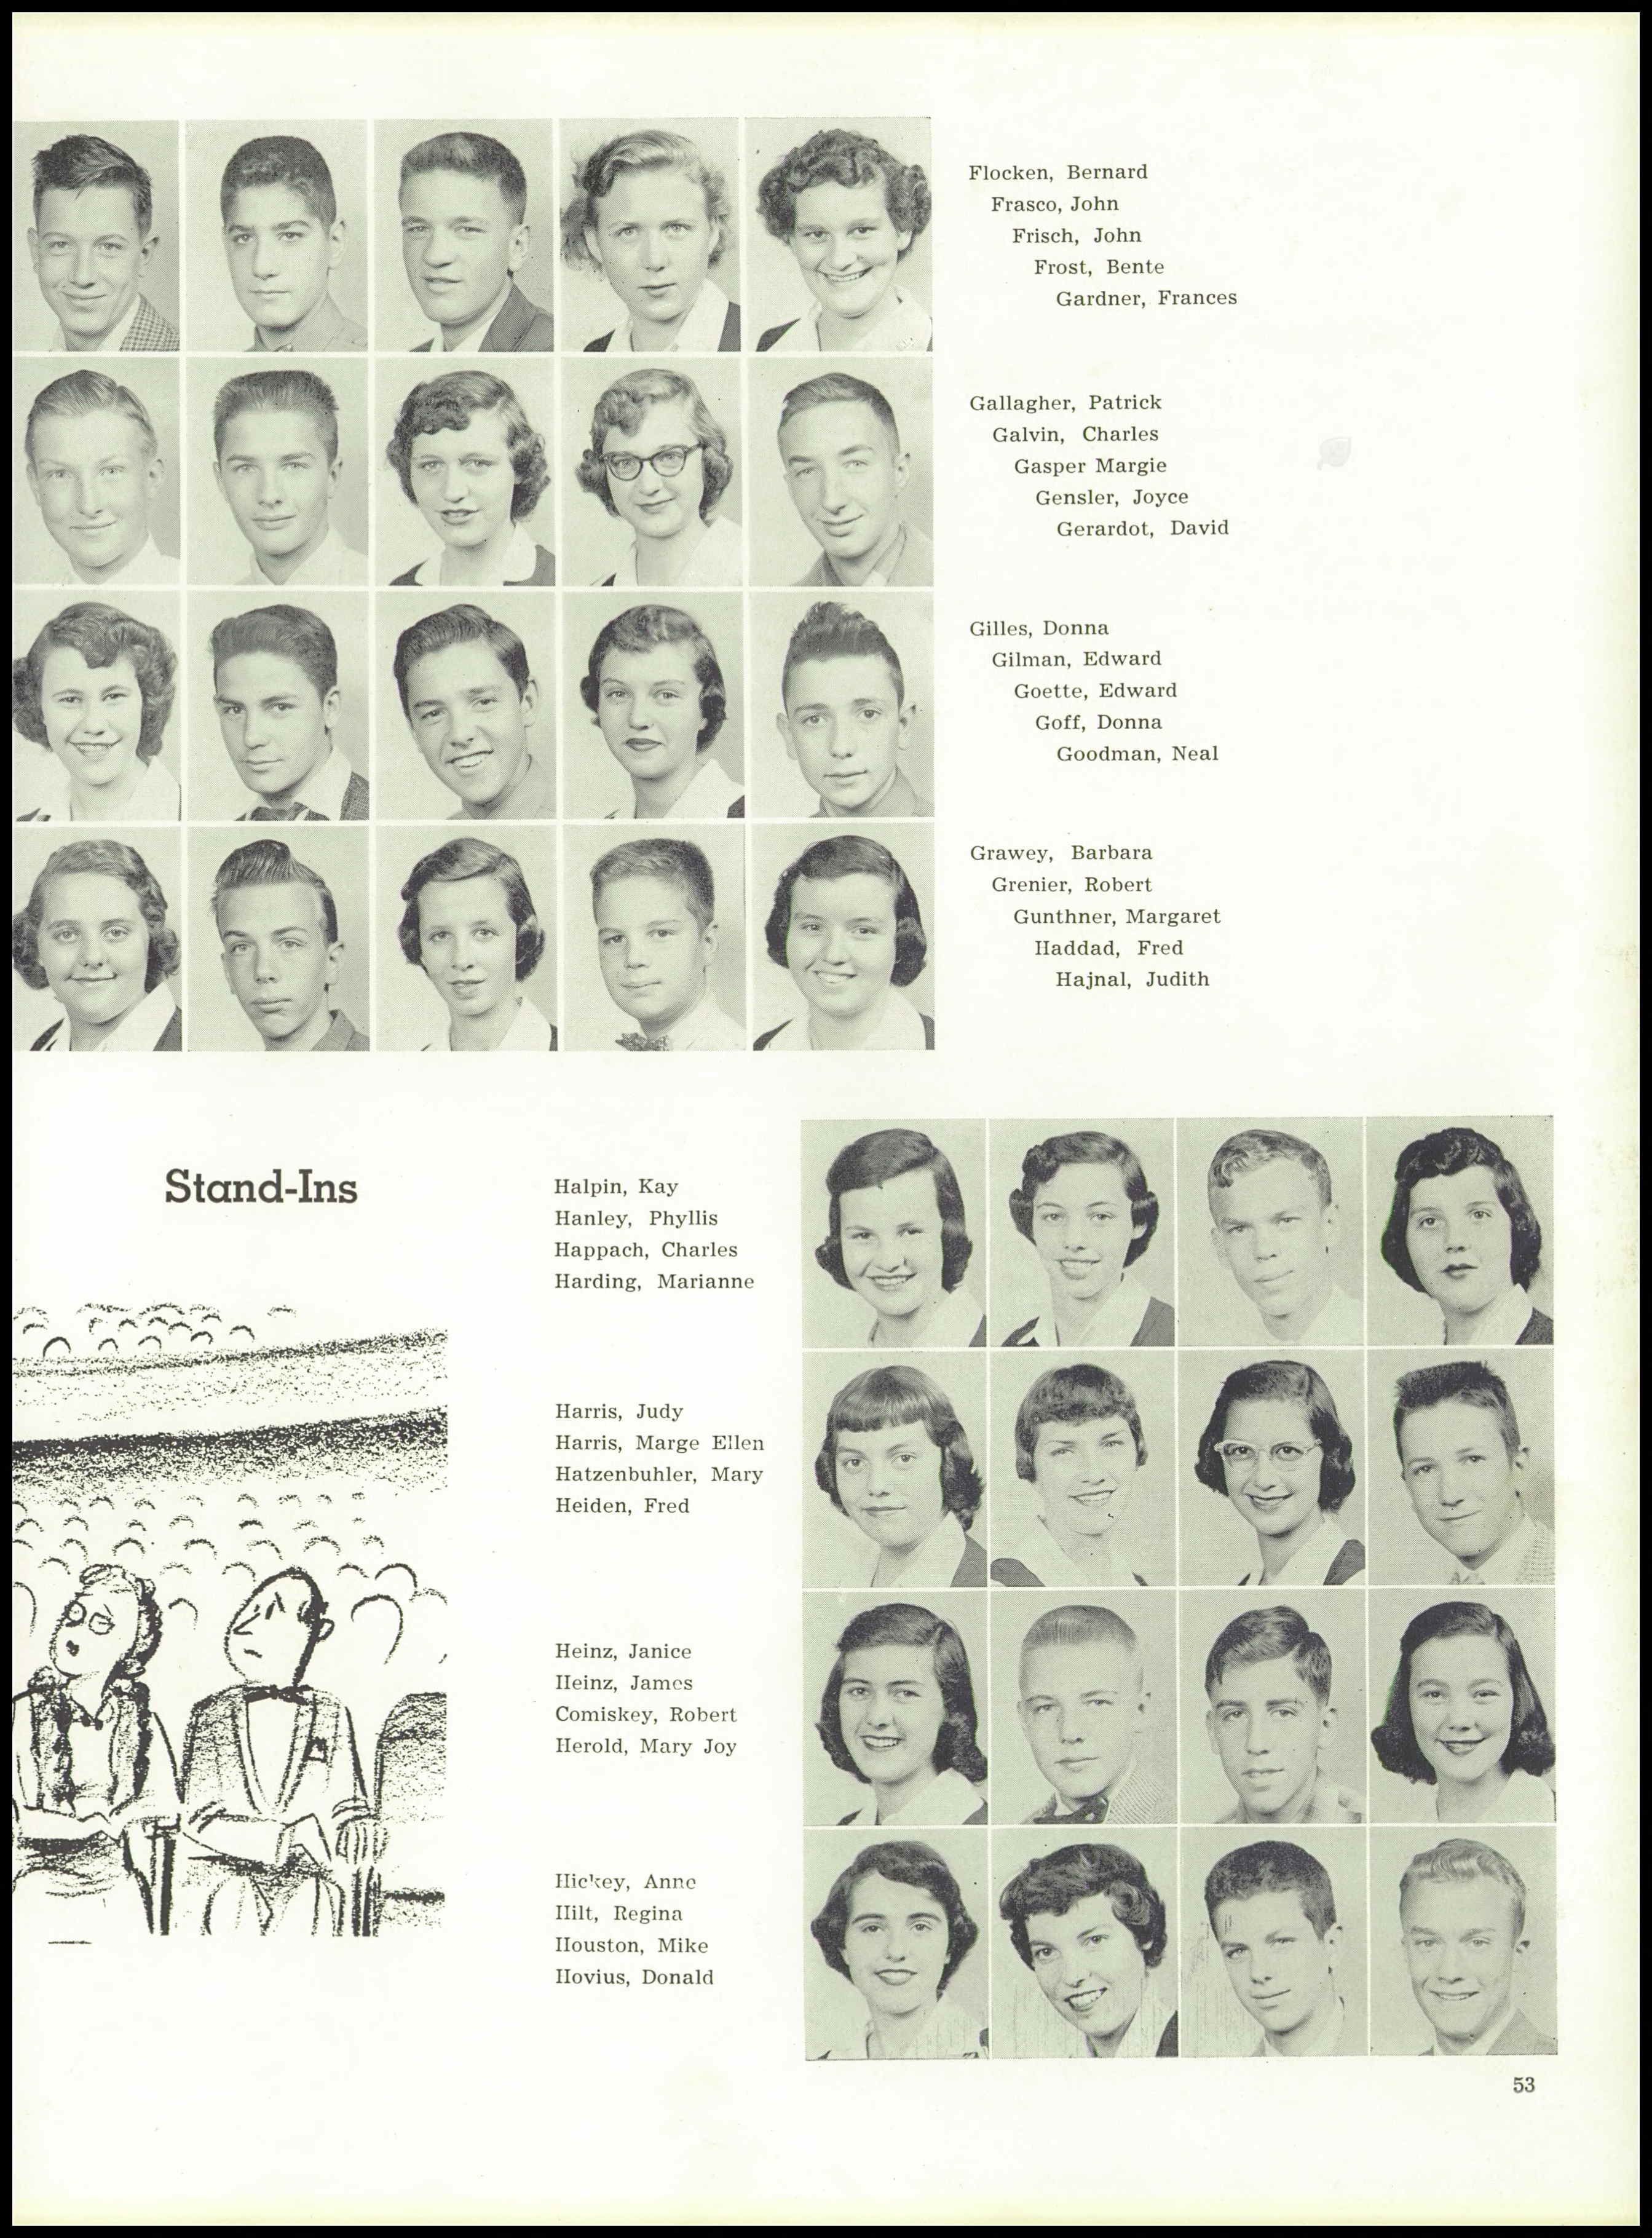 Flocken, Bernard
Frasco, John
Frisch, John
Frost, Bente
Gardner, Frances
Gallagher, Patrick
Galvin, Charles
Gasper Margie
Gensler, Joyce
Gerardot, David
Gilles, Donna
Gilman, Edward
Goette, Edward
Goff, Donna
Goodman, Neal
Grawey, Barbara
Grenier, Robert
Gunthner, Margaret
Haddad, Fred
Hajnal, Judith
Stand-Ins
Halpin, Kay
Hanley, Phyllis
Happach, Charles
Harding, Marianne
Harris, Judy
Harris, Marge Ellen
Hatzenbuhler, Mary
Heiden, Fred
Heinz, Janice
Heinz, James
Comiskey, Robert
Herold, Mary Joy
Hickey, Anne
Hilt, Regina
Houston, Mike
Hovius, Donald
53